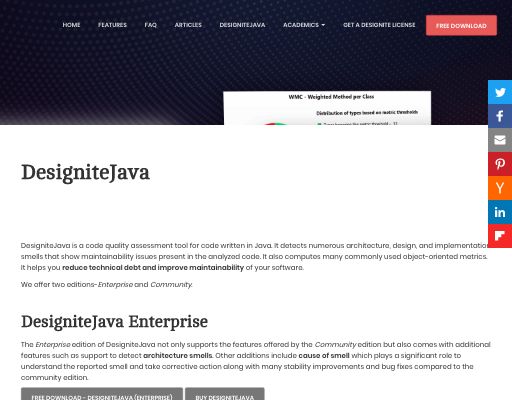 HOME FEATURES FAQ ARTICLES DESIGNITEJAVA ACADEMICS GET A DESIGNITE LICENSE FREE DOWNLOAD
WMC - Weighted Method per Class
Distribution of types based on metric thresholds
DesigniteJava
DesigniteJava is a code quality assessment tool for code written in Java. It detects numerous architecture, design, and implementation
smells that show maintainability issues present in the analyzed code. It also computes many commonly used object-oriented metrics.
It helps you reduce technical debt and improve maintainability of your software.
We offer two editions- Enterprise and Community.
DesigniteJava Enterprise
The Enterprise edition of DesigniteJava not only supports the features offered by the Community edition but also comes with additional
features such as support to detect architecture smells. Other additions include cause of smell which plays a significant role to
understand the reported smell and take corrective action along with many stability improvements and bug fixes compared to the
community edition.
FREE DOWNLOAD - DESIGNITEJAVA (ENTERPRISE) BUY DESIGNITEJAVA